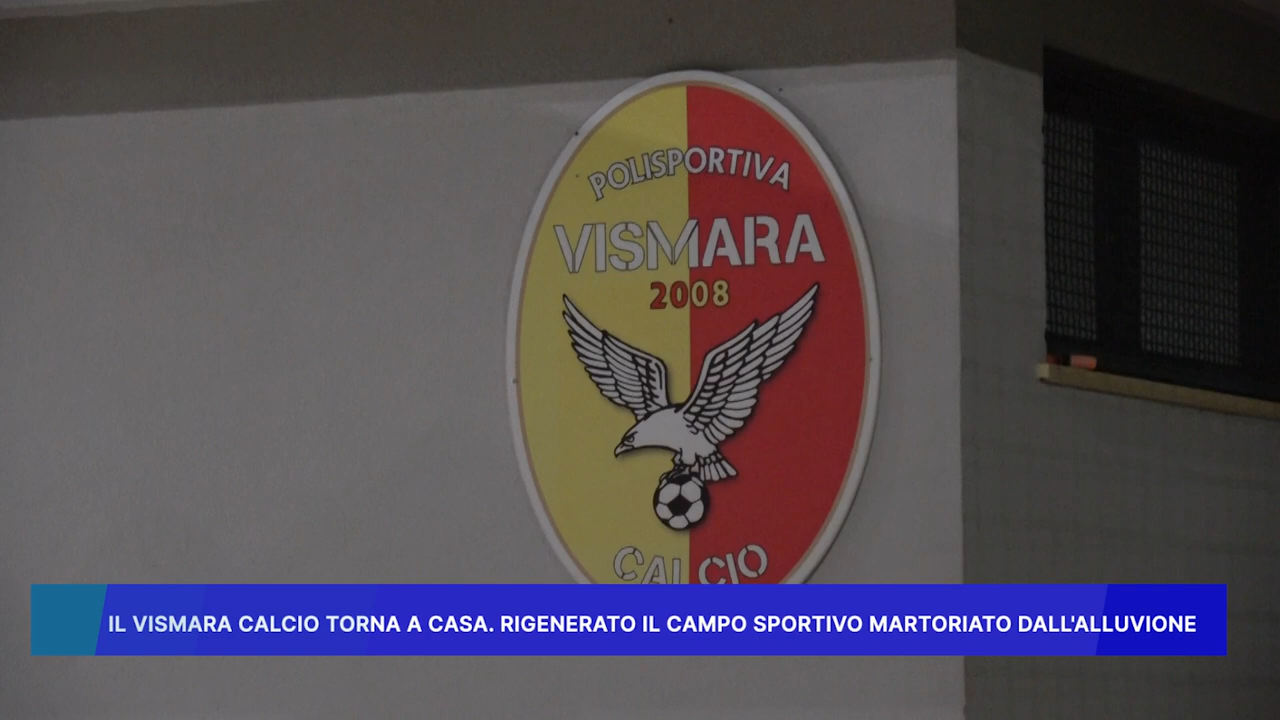 POLISPORTIVA
VISMARA
2008
CALCIO
IL VISMARA CALCIO TORNA A CASA. RIGENERATO IL CAMPO SPORTIVO MARTORIATO DALL'ALLUVIONE